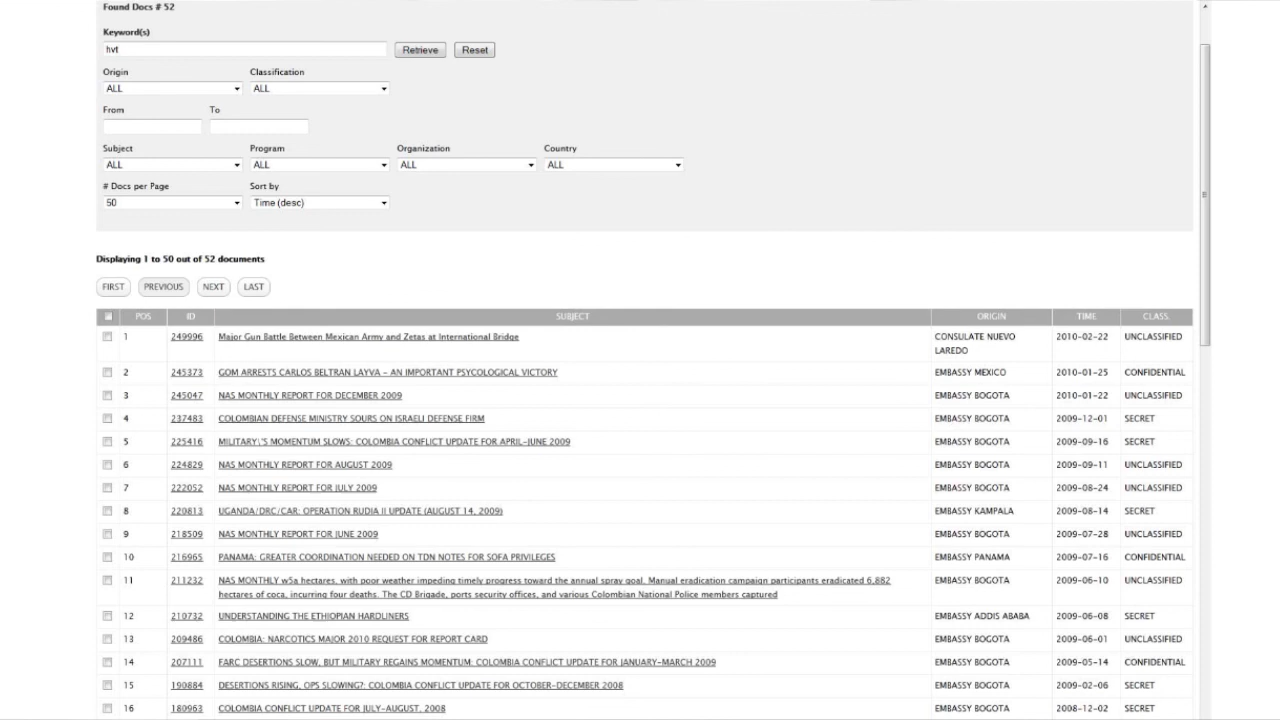 Found Docs # 52
Keyword(s)
hvt
Retrieve Reset
Origin Classification
ALL ALL
From To
Subject Program Organization Country
ALL ALL ALL ALL
# Docs per Page Sort by
50 Time (desc)
Displaying 1 to 50 out of 52 documents
FIRST PREVIOUS NEXT LAST
POS ID SUBJECT ORIGIN TIME CLASS.
1 249996 Major Gun Battle Between Mexican Army and Zetas at International Bridge CONSULATE NUEVO 2010-02-22 UNCLASSIFIED
LAREDO
2 245373 GOM ARRESTS CARLOS BELTRAN LAYVA - AN IMPORTANT PSYCOLOGICAL VICTORY EMBASSY MEXICO 2010-01-25 CONFIDENTIAL
3 245047 NAS MONTHLY REPORT FOR DECEMBER 2009 EMBASSY BOGOTA 2010-01-22 UNCLASSIFIED
4 237483 COLOMBIAN DEFENSE MINISTRY SOURS ON ISRAELI DEFENSE FIRM EMBASSY BOGOTA 2009-12-01 SECRET
5 225416 MILITARY\'S MOMENTUM SLOWS: COLOMBIA CONFLICT UPDATE FOR APRIL-JUNE 2009 EMBASSY BOGOTA 2009-09-16 SECRET
6 224829 NAS MONTHLY REPORT FOR AUGUST 2009 EMBASSY BOGOTA 2009-09-11 UNCLASSIFIED
7 222052 NAS MONTHLY REPORT FOR JULY 2009 EMBASSY BOGOTA 2009-08-24 UNCLASSIFIED
8 220813 UGANDA/DRC/CAR: OPERATION RUDIA II UPDATE (AUGUST 14, 2009) EMBASSY KAMPALA 2009-08-14 SECRET
9 218509 NAS MONTHLY REPORT FOR JUNE 2009 EMBASSY BOGOTA 2009-07-28 UNCLASSIFIED
10 216965 PANAMA: GREATER COORDINATION NEEDED ON TDN NOTES FOR SOFA PRIVILEGES EMBASSY PANAMA 2009-07-16 CONFIDENTIAL
11 211232 NAS MONTHLY w5a hectares, with poor weather impeding timely progress toward the annual spray goal. Manual eradication campaign participants eradicated 6,882 EMBASSY BOGOTA 2009-06-10 UNCLASSIFIED
hectares of coca, incurring four deaths. The CD Brigade, ports security offices, and various Colombian National Police members captured
12 210732 UNDERSTANDING THE ETHIOPIAN HARDLINERS EMBASSY ADDIS ABABA 2009-06-08 SECRET
13 209486 COLOMBIA: NARCOTICS MAJOR 2010 REQUEST FOR REPORT CARD EMBASSY BOGOTA 2009-06-01 UNCLASSIFIED
14 207111 FARC DESERTIONS SLOW, BUT MILITARY REGAINS MOMENTUM: COLOMBIA CONFLICT UPDATE FOR JANUARY-MARCH 2009 EMBASSY BOGOTA 2009-05-14 CONFIDENTIAL
15 190884 DESERTIONS RISING, OPS SLOWING?: COLOMBIA CONFLICT UPDATE FOR OCTOBER-DECEMBER 2008 EMBASSY BOGOTA 2009-02-06 SECRET
16 180963 COLOMBIA CONFLICT UPDATE FOR JULY-AUGUST, 2008 EMBASSY BOGOTA 2008-12-02 SECRET